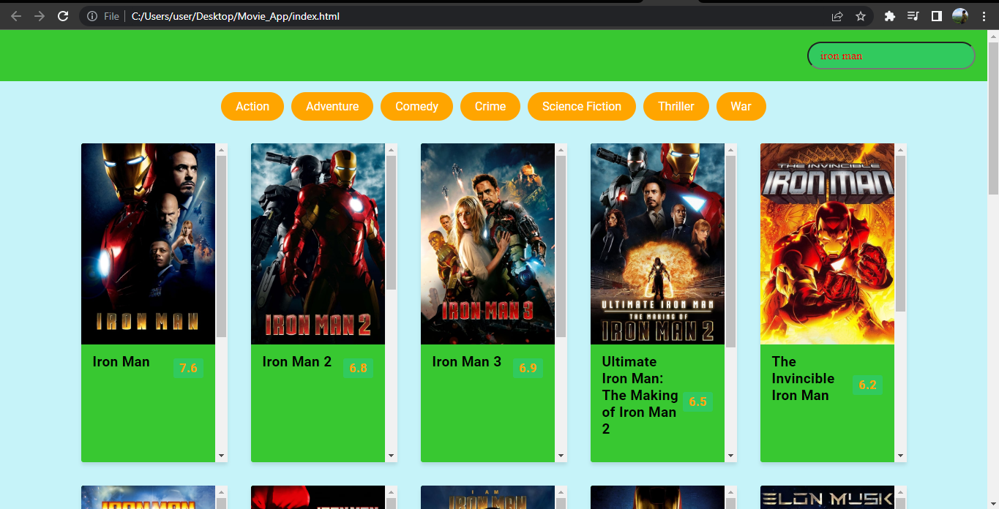 File
C:/Users/user/Desktop/Movie_App/index.html
iron man
Action
Adventure
Comedy
Crime
Science Fiction
Thriller
War
IRON MAN
IRON MAN 2
IRON MAN 3
ULTIMATE IRON MAN
THE MAKING OF
IRON MAN 2
THE INVINCIBLE
IRON MAN
Iron Man
7.6
Iron Man 2
6.8
Iron Man 3
6.9
Ultimate
Iron Man:
The Making
of Iron Man
2
6.5
The
Invincible
Iron Man
6.2
IRON MAN
I AM
IRON MAN
ELON MUSK